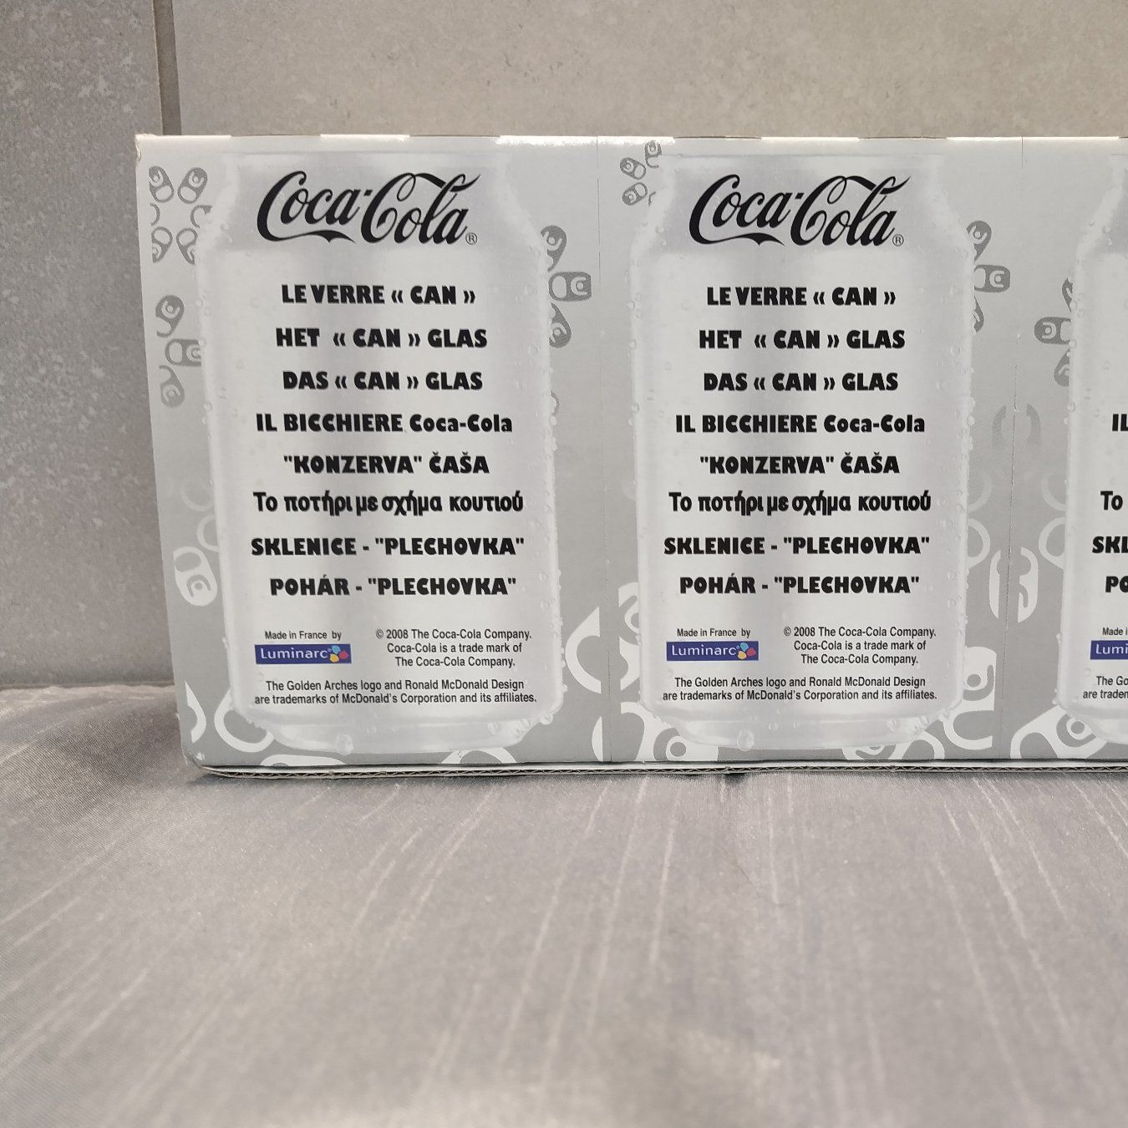 Coca-Cola®
LE VERRE « CAN »
HET « CAN » GLAS
DAS « CAN » GLAS
IL BICCHIERE Coca-Cola
"KONZERVA" ČAŠA
Το ποτήρι με σχήμα κουτιού
SKLENICE - "PLECHOVKA"
POHÁR - "PLECHOVKA"
Made in France by
Luminarc
© 2008 The Coca-Cola Company.
Coca-Cola is a trade mark of
The Coca-Cola Company.
The Golden Arches logo and Ronald McDonald Design
are trademarks of McDonald's Corporation and its affiliates.
Coca-Cola®
LE VERRE « CAN »
HET « CAN » GLAS
DAS « CAN » GLAS
IL BICCHIERE Coca-Cola
"KONZERVA" ČAŠA
Το ποτήρι με σχήμα κουτιού
SKLENICE - "PLECHOVKA"
POHÁR - "PLECHOVKA"
Made in France by
Luminarc
© 2008 The Coca-Cola Company.
Coca-Cola is a trade mark of
The Coca-Cola Company.
The Golden Arches logo and Ronald McDonald Design
are trademarks of McDonald's Corporation and its affiliates.
IL
Το